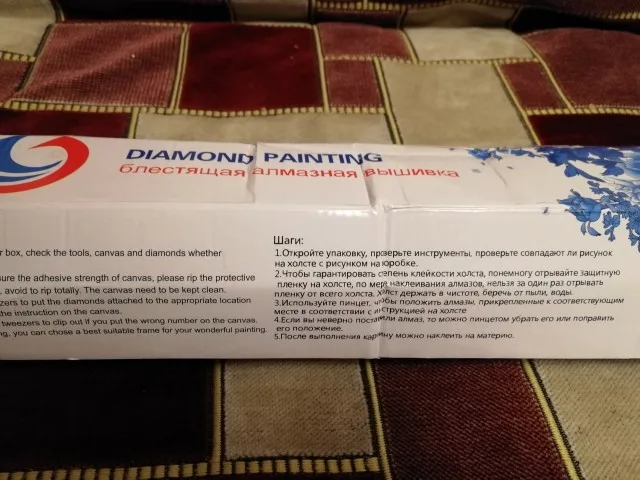 DIAMOND PAINTING
блестящая алмазная вышивка
r box, check the tools, canvas and diamonds whether
sure the adhesive strength of canvas, please rip the protective
avoid to rip totally. The canvas need to be kept clean.
zers to put the diamonds attached to the appropriate location
the instruction on the canvas.
tweezers to clip out if you put the wrong number on the canvas.
ng, you can chose a best suitable frame for your wonderful painting.
Шаги:
1.Откройте упаковку, проверьте инструменты, проверьте совпадают ли рисунок
на холсте с рисунком на коробке.
2.Чтобы гарантировать степень клейкости холста, понемногу отрывайте защитную
пленку на холсте, по мере наклеивания алмазов, нельзя за один раз отрывать
пленку от всего холста. Холст держать в чистоте, беречь от пыли, воды.
3.Используйте пинцет, чтобы положить алмазы, прикрепленные к соответствующим
месте в соответствии с инструкцией на холсте
4.Если вы неверно поставили алмаз, то можно пинцетом убрать его или поправить
его положение.
5.После выполнения картину можно наклеить на материю.